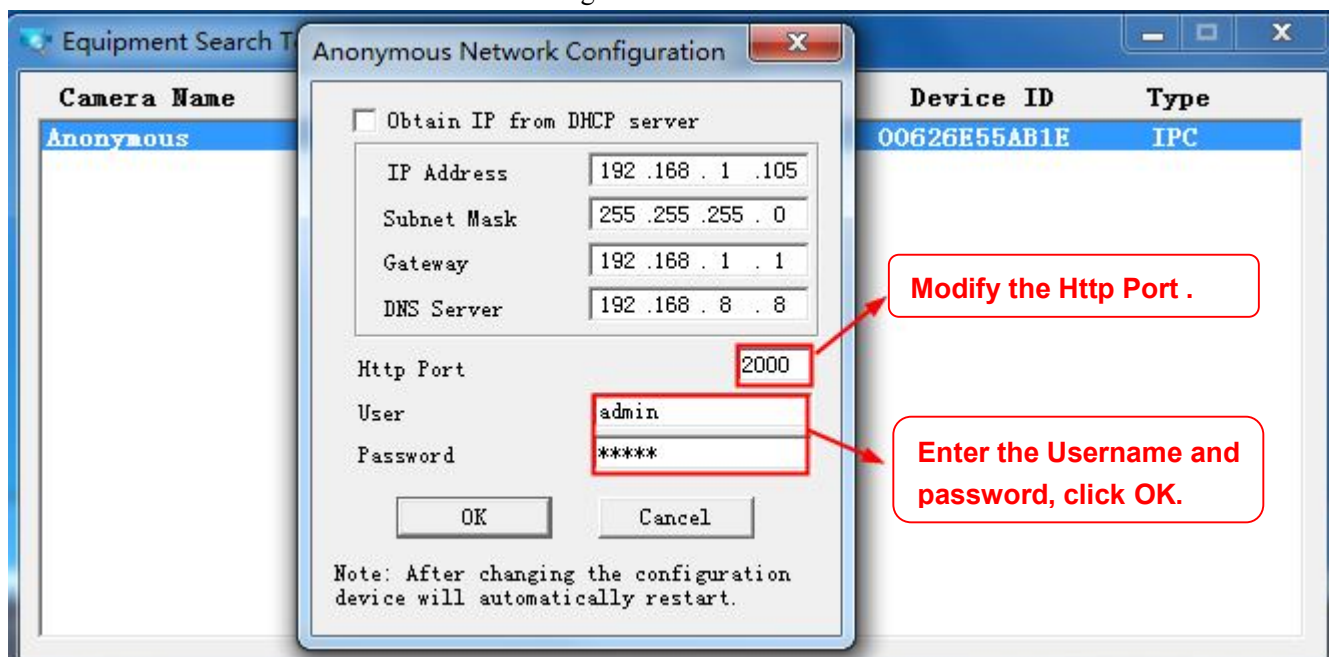 Equipment Search T
Anonymous Network Configuration
Camera Name
Device ID
Type
Anonymous
00626E55AB1E
IPC
Obtain IP from DHCP server
IP Address 192 .168 . 1 .105
Subnet Mask 255 .255 .255 . 0
Gateway 192 .168 . 1 . 1
DNS Server 192 .168 . 8 . 8
Http Port 2000
User admin
Password *****
OK Cancel
Note: After changing the configuration
device will automatically restart.
Modify the Http Port .
Enter the Username and
password, click OK.